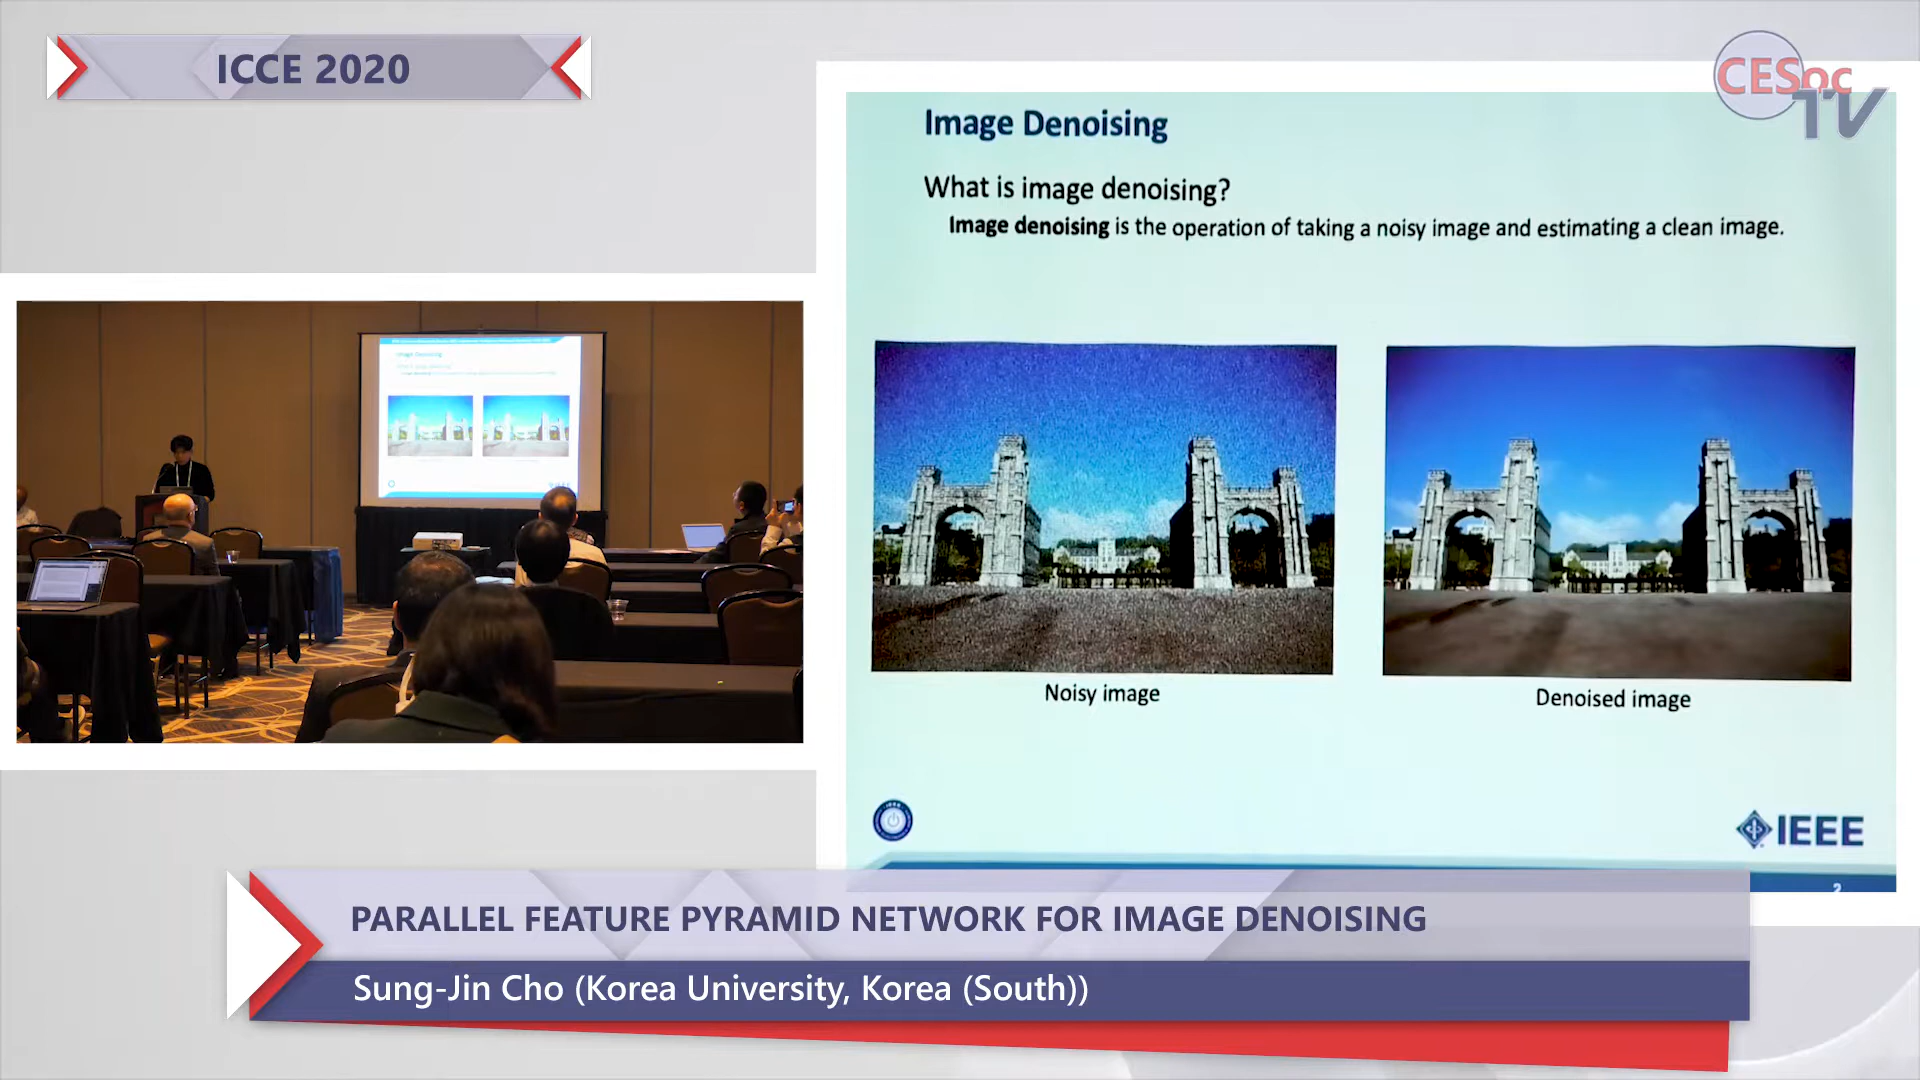 ICCE 2020
CESoc
TV
Image Denoising
What is image denoising?
Image denoising is the operation of taking a noisy image and estimating a clean image.
Noisy image
Denoised image
IEEE
2
PARALLEL FEATURE PYRAMID NETWORK FOR IMAGE DENOISING
Sung-Jin Cho (Korea University, Korea (South))